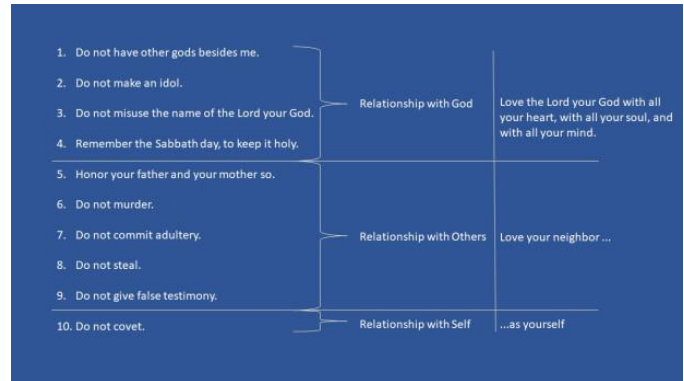 1. Do not have other gods besides me.
2. Do not make an idol.
3. Do not misuse the name of the Lord your God.
4. Remember the Sabbath day, to keep it holy.
Relationship with God
Love the Lord your God with all
your heart, with all your soul, and
with all your mind.
5. Honor your father and your mother so.
6. Do not murder.
7. Do not commit adultery.
8. Do not steal.
9. Do not give false testimony.
Relationship with Others
Love your neighbor ...
10. Do not covet.
Relationship with Self
...as yourself